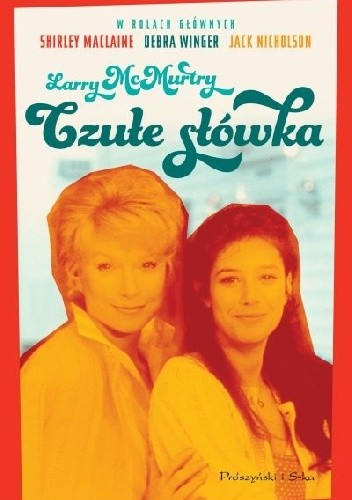 W ROLACH GŁÓWNYCH
SHIRLEY MACLAINE DEBRA WINGER JACK NICHOLSON
Larry McMurtry
Czułe słówka
Prószyński i S-ka